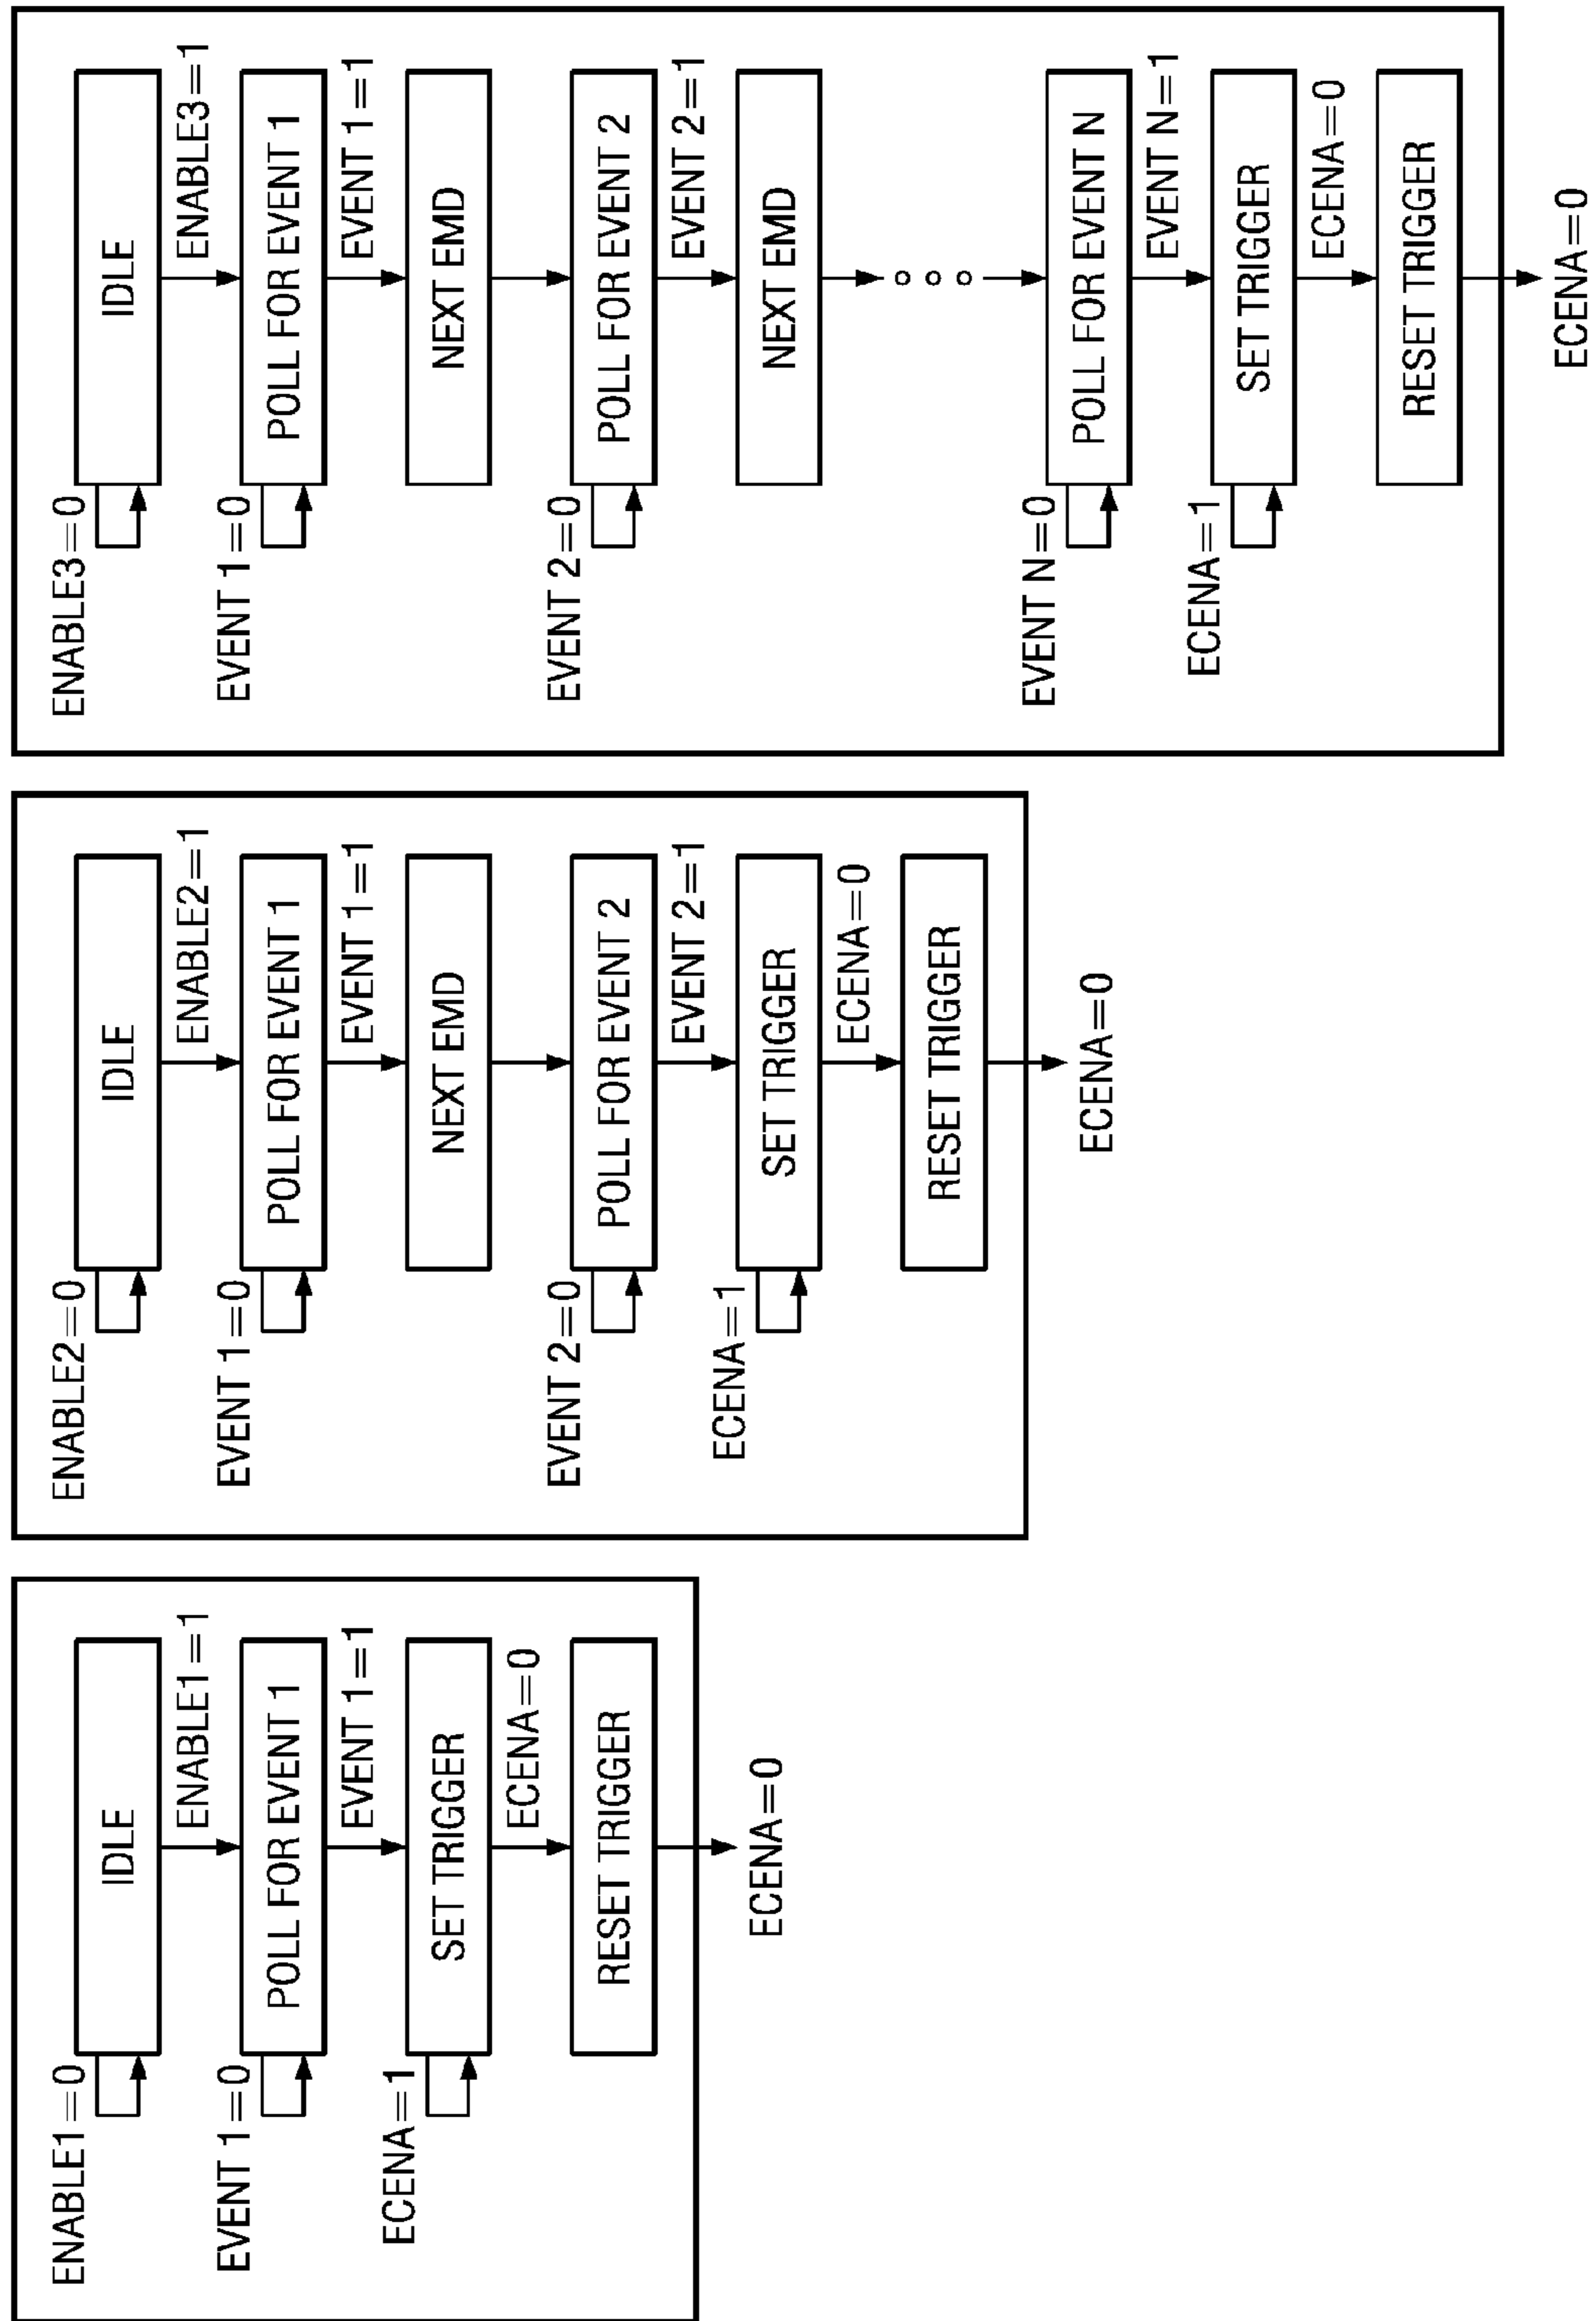 ENABLE1=0
IDLE
ENABLE1=1
EVENT 1=0
POLL FOR EVENT 1
EVENT 1=1
ECENA=1
SET TRIGGER
ECENA=0
RESET TRIGGER
ECENA=0
ENABLE2=0
IDLE
ENABLE2=1
EVENT 1=0
POLL FOR EVENT 1
EVENT 1=1
NEXT EMD
EVENT 2=0
POLL FOR EVENT 2
EVENT 2=1
ECENA=1
SET TRIGGER
ECENA=0
RESET TRIGGER
ECENA=0
ENABLE3=0
IDLE
ENABLE3=1
EVENT 1=0
POLL FOR EVENT 1
EVENT 1=1
NEXT EMD
EVENT 2=0
POLL FOR EVENT 2
EVENT 2=1
NEXT EMD
EVENT N=0
POLL FOR EVENT N
EVENT N=1
ECENA=1
SET TRIGGER
ECENA=0
RESET TRIGGER
ECENA=0